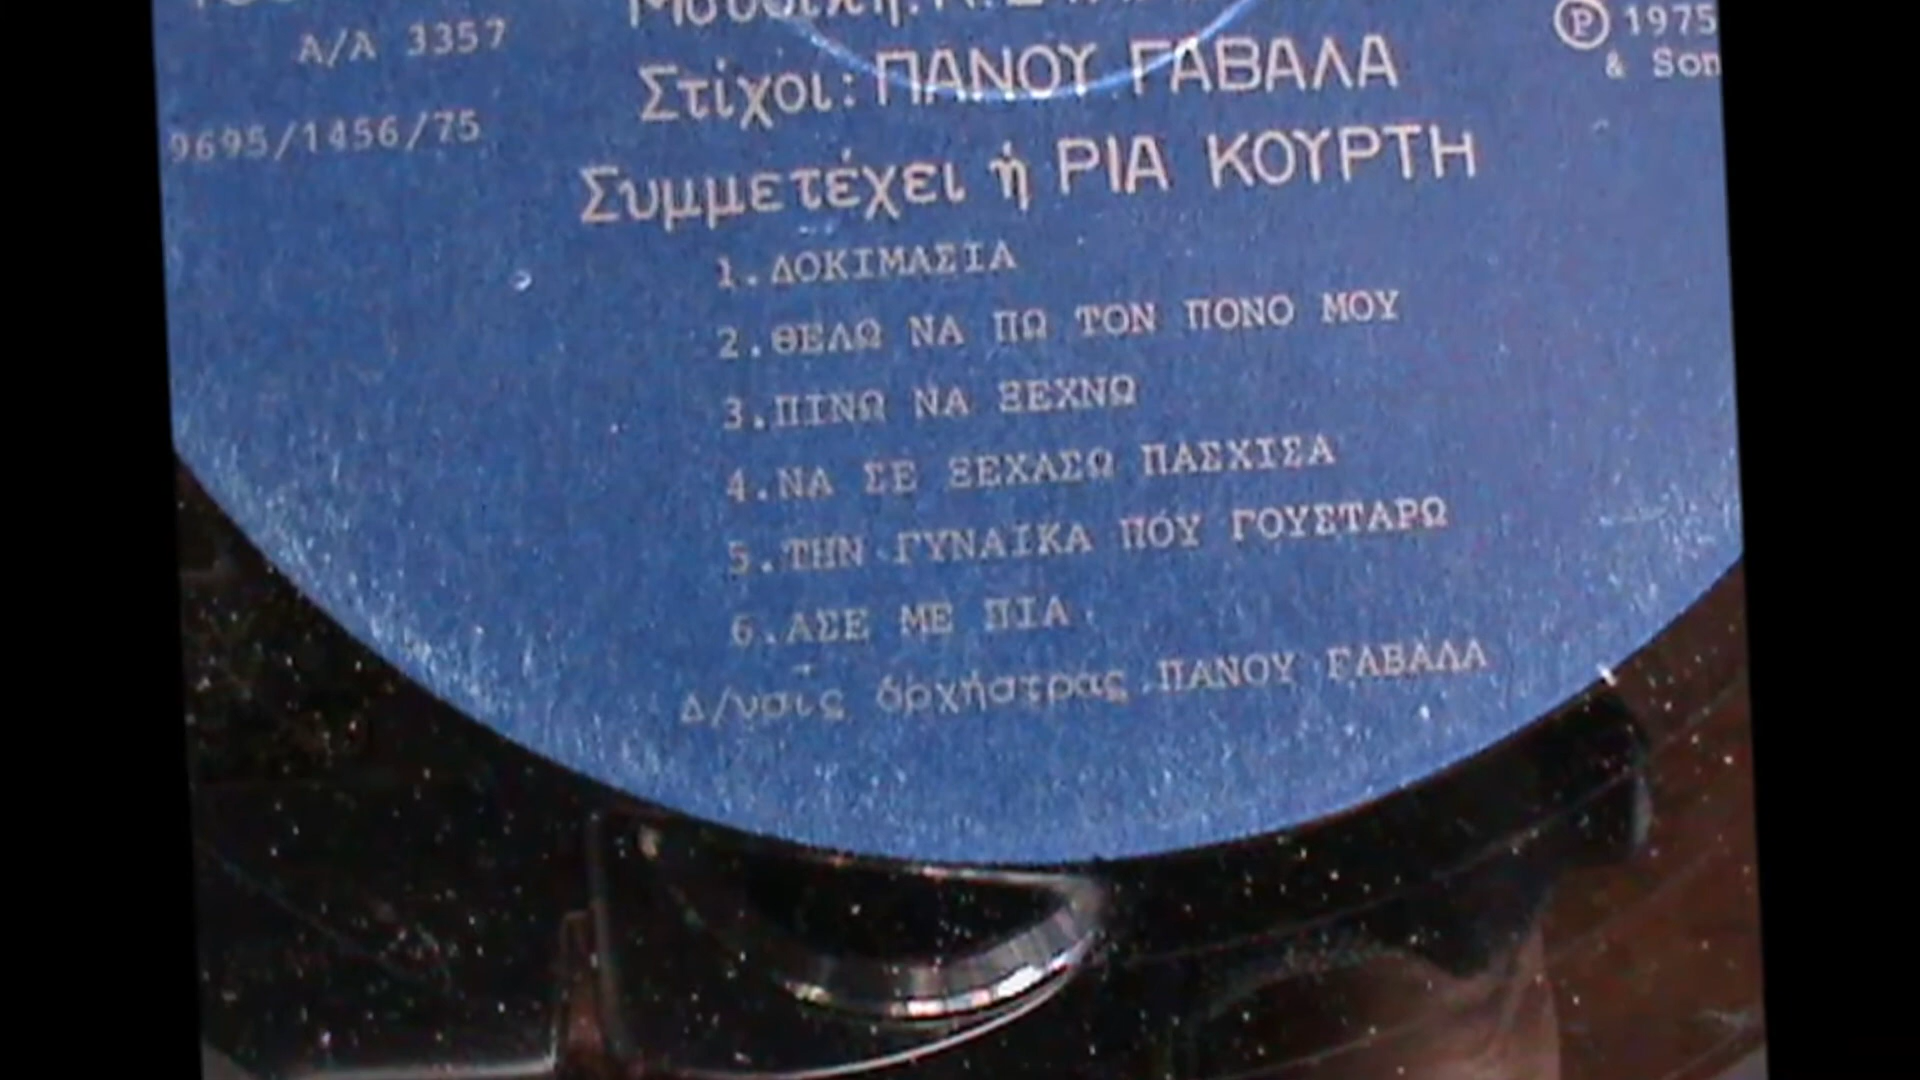 Μουσική:
Α/Α 3357
Ⓟ 1975
& Son
Στίχοι: ΠΑΝΟΥ ΓΑΒΑΛΑ
9695/1456/75
Συμμετέχει ἡ ΡΙΑ ΚΟΥΡΤΗ
1.ΔΟΚΙΜΑΣΙΑ
2.ΘΕΛΩ ΝΑ ΠΩ ΤΟΝ ΠΟΝΟ ΜΟΥ
3.ΠΙΝΩ ΝΑ ΞΕΧΝΩ
4.ΝΑ ΣΕ ΞΕΧΑΣΩ ΠΑΣΧΙΣΑ
5.ΤΗΝ ΓΥΝΑΙΚΑ ΠΟΥ ΓΟΥΣΤΑΡΩ
6.ΑΣΕ ΜΕ ΠΙΑ
Δ/νσις ὀρχήστρας ΠΑΝΟΥ ΓΑΒΑΛΑ